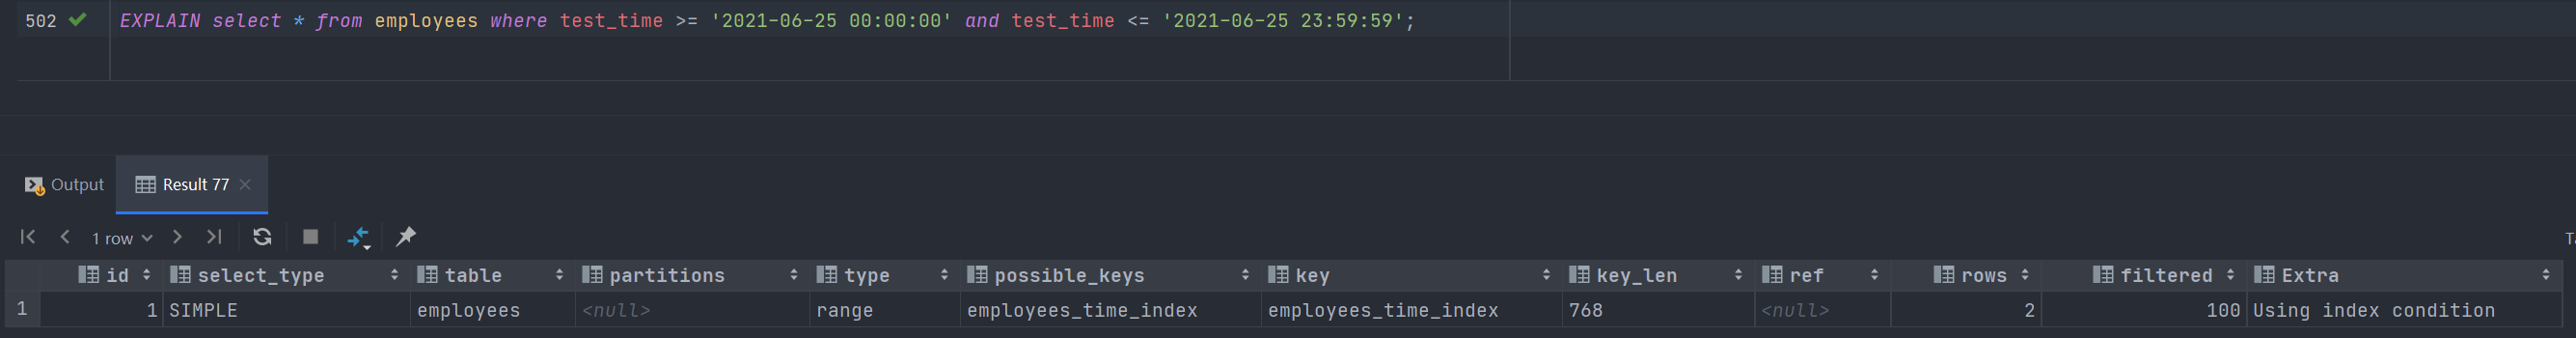 502 EXPLAIN select * from employees where test_time >= '2021-06-25 00:00:00' and test_time <= '2021-06-25 23:59:59';
Output Result 77
1 row
id select_type table partitions type possible_keys key key_len ref rows filtered Extra
1 1 SIMPLE employees <null> range employees_time_index employees_time_index 768 <null> 2 100 Using index condition